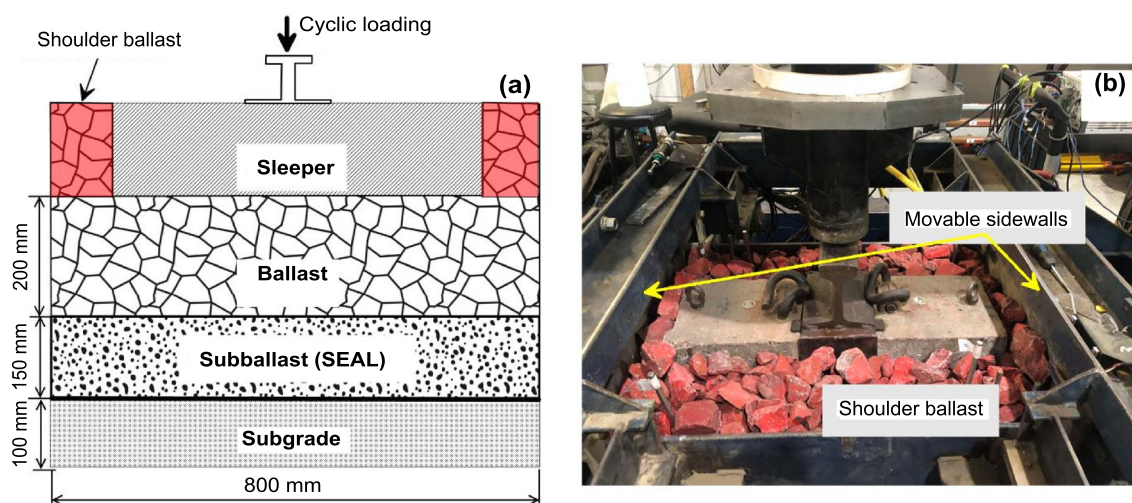 Cyclic loading
Shoulder ballast
(a)
Sleeper
200 mm
Ballast
150 mm
Subballast (SEAL)
100 mm
Subgrade
800 mm
(b)
Movable sidewalls
Shoulder ballast